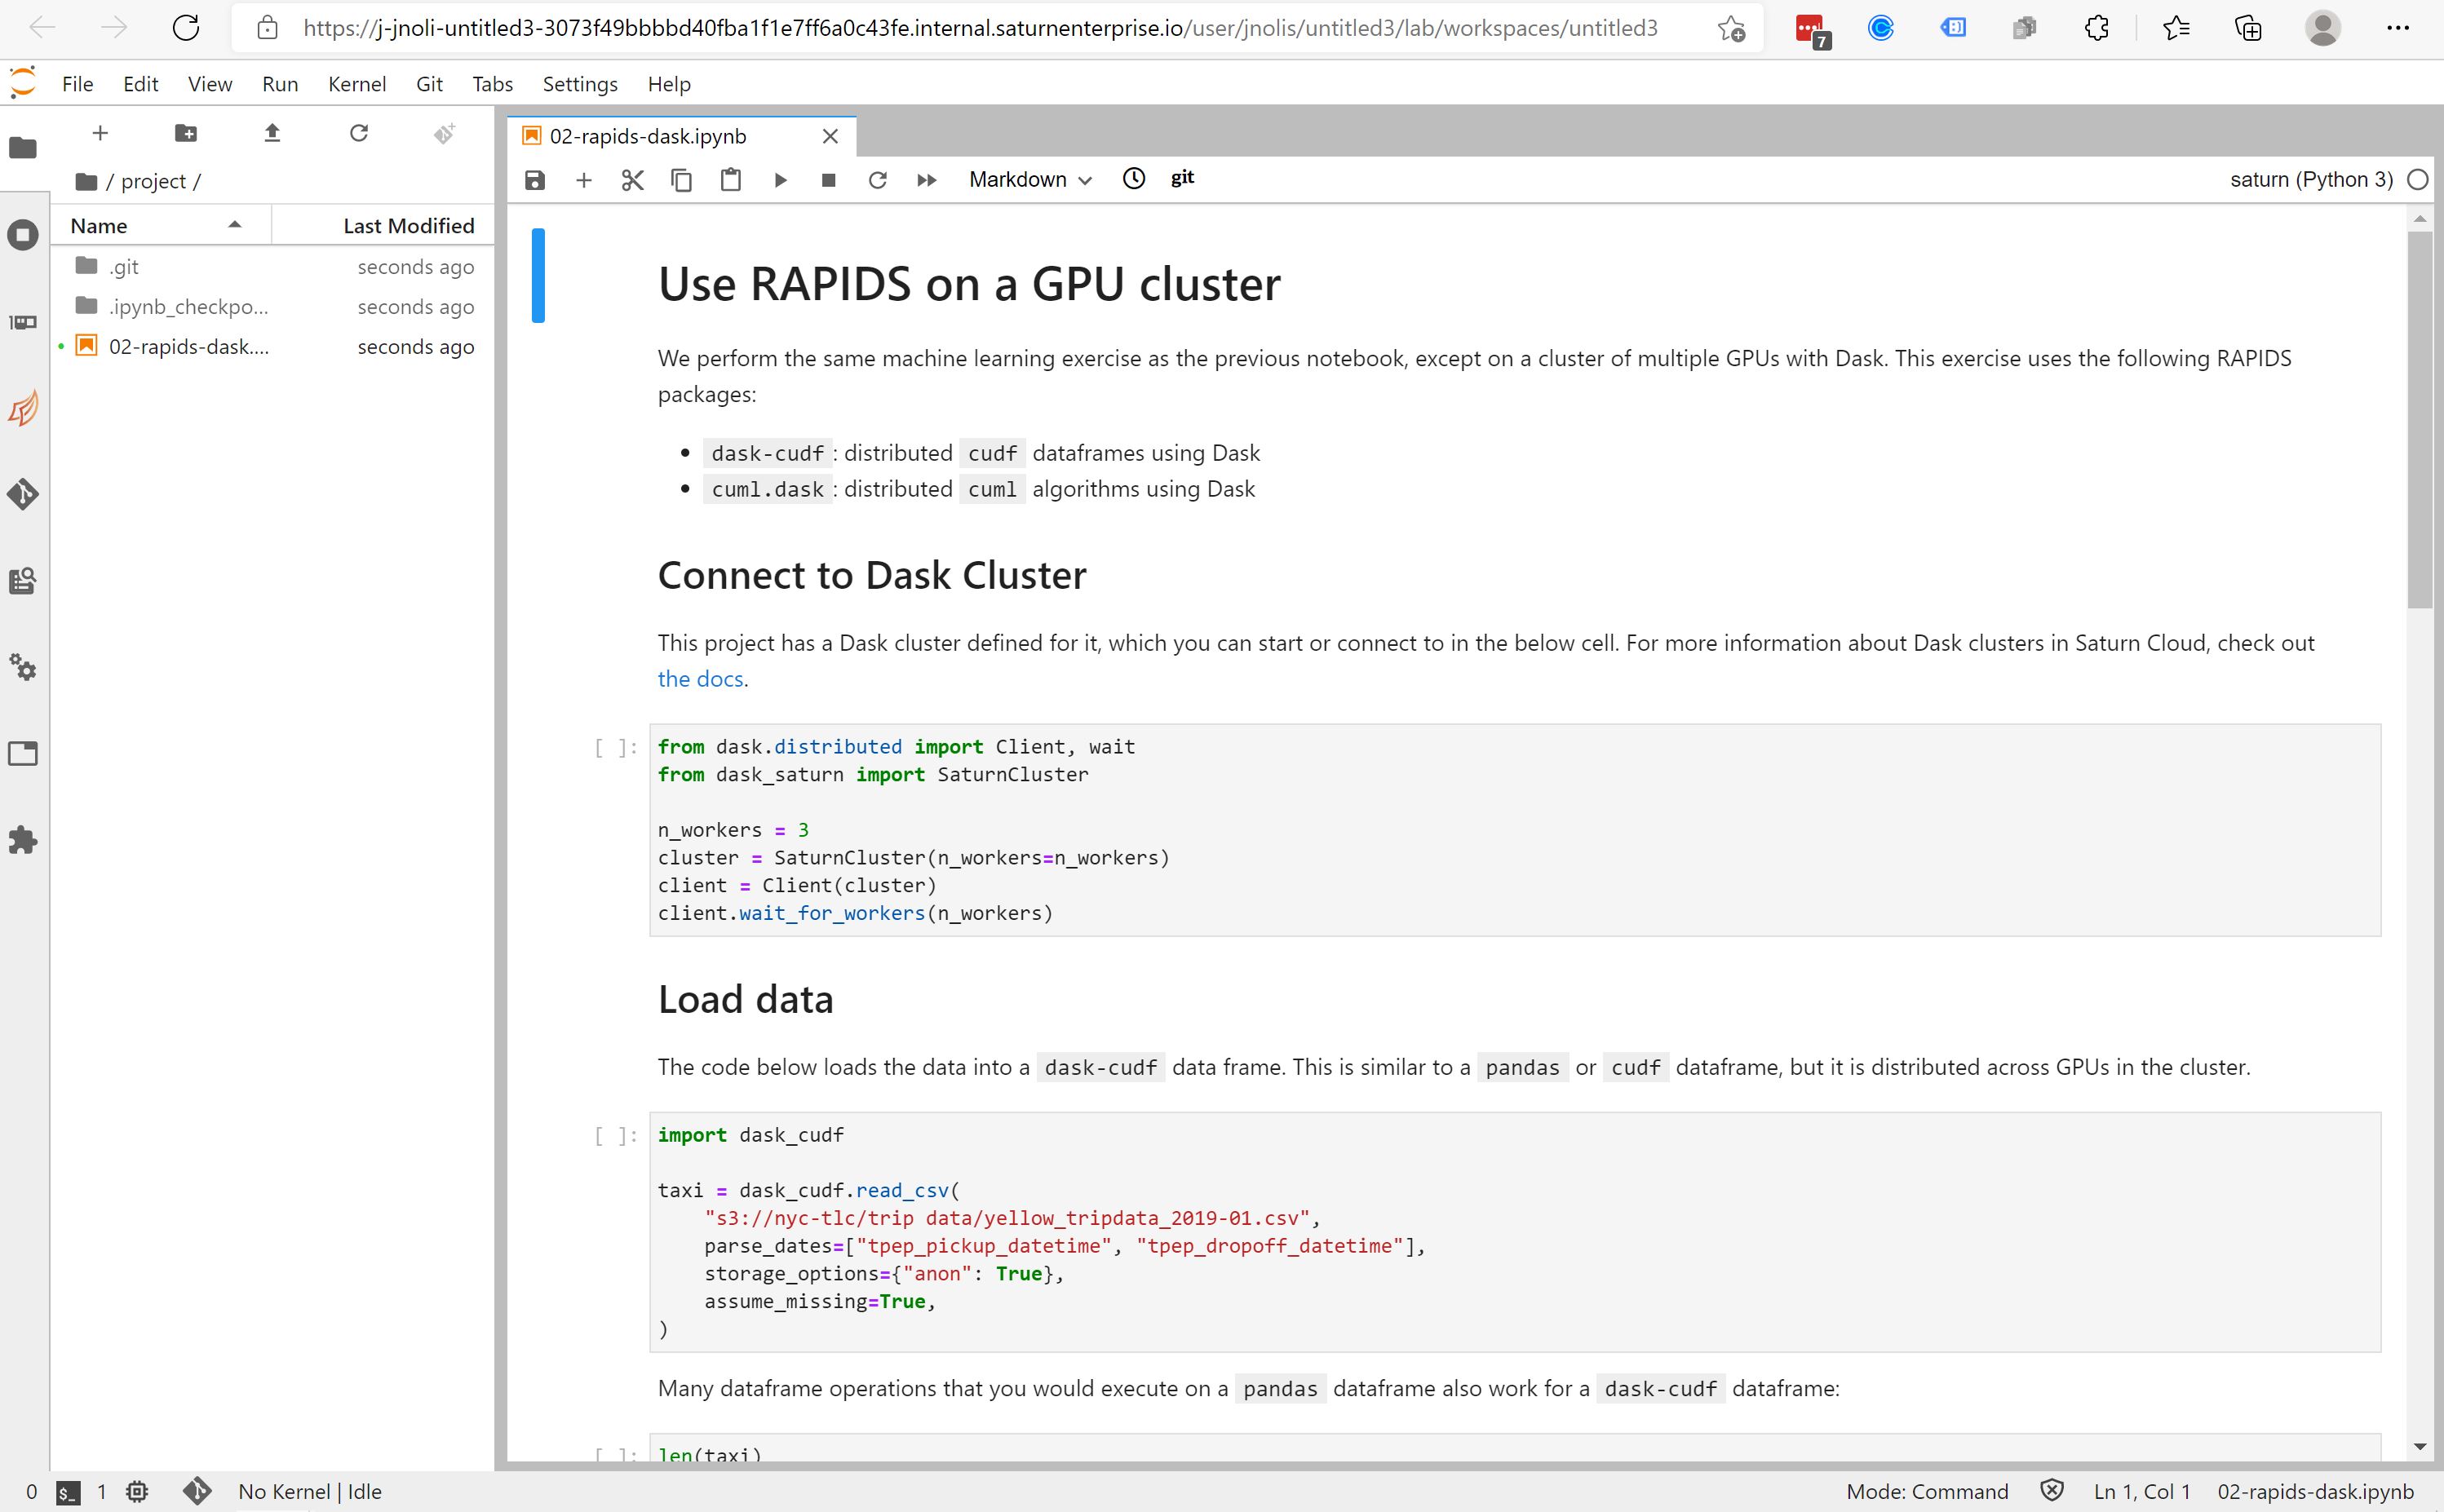 https://j-jnoli-untitled3-3073f49bbbbd40fba1f1e7ff6a0c43fe.internal.saturnenterprise.io/user/jnolis/untitled3/lab/workspaces/untitled3
7
File Edit View Run Kernel Git Tabs Settings Help
02-rapids-dask.ipynb
/ project /
Markdown git saturn (Python 3)
Name Last Modified
.git seconds ago
.ipynb_checkpo... seconds ago
02-rapids-dask.... seconds ago
Use RAPIDS on a GPU cluster
We perform the same machine learning exercise as the previous notebook, except on a cluster of multiple GPUs with Dask. This exercise uses the following RAPIDS
packages:
• dask-cudf : distributed cudf dataframes using Dask
• cuml.dask : distributed cuml algorithms using Dask
Connect to Dask Cluster
This project has a Dask cluster defined for it, which you can start or connect to in the below cell. For more information about Dask clusters in Saturn Cloud, check out
the docs.
[ ]: from dask.distributed import Client, wait
from dask_saturn import SaturnCluster
n_workers = 3
cluster = SaturnCluster(n_workers=n_workers)
client = Client(cluster)
client.wait_for_workers(n_workers)
Load data
The code below loads the data into a dask-cudf data frame. This is similar to a pandas or cudf dataframe, but it is distributed across GPUs in the cluster.
[ ]: import dask_cudf
taxi = dask_cudf.read_csv(
"s3://nyc-tlc/trip data/yellow_tripdata_2019-01.csv",
parse_dates=["tpep_pickup_datetime", "tpep_dropoff_datetime"],
storage_options={"anon": True},
assume_missing=True,
)
Many dataframe operations that you would execute on a pandas dataframe also work for a dask-cudf dataframe:
[ ]: len(taxi)
0 $_ 1 No Kernel | Idle Mode: Command Ln 1, Col 1 02-rapids-dask.ipynb